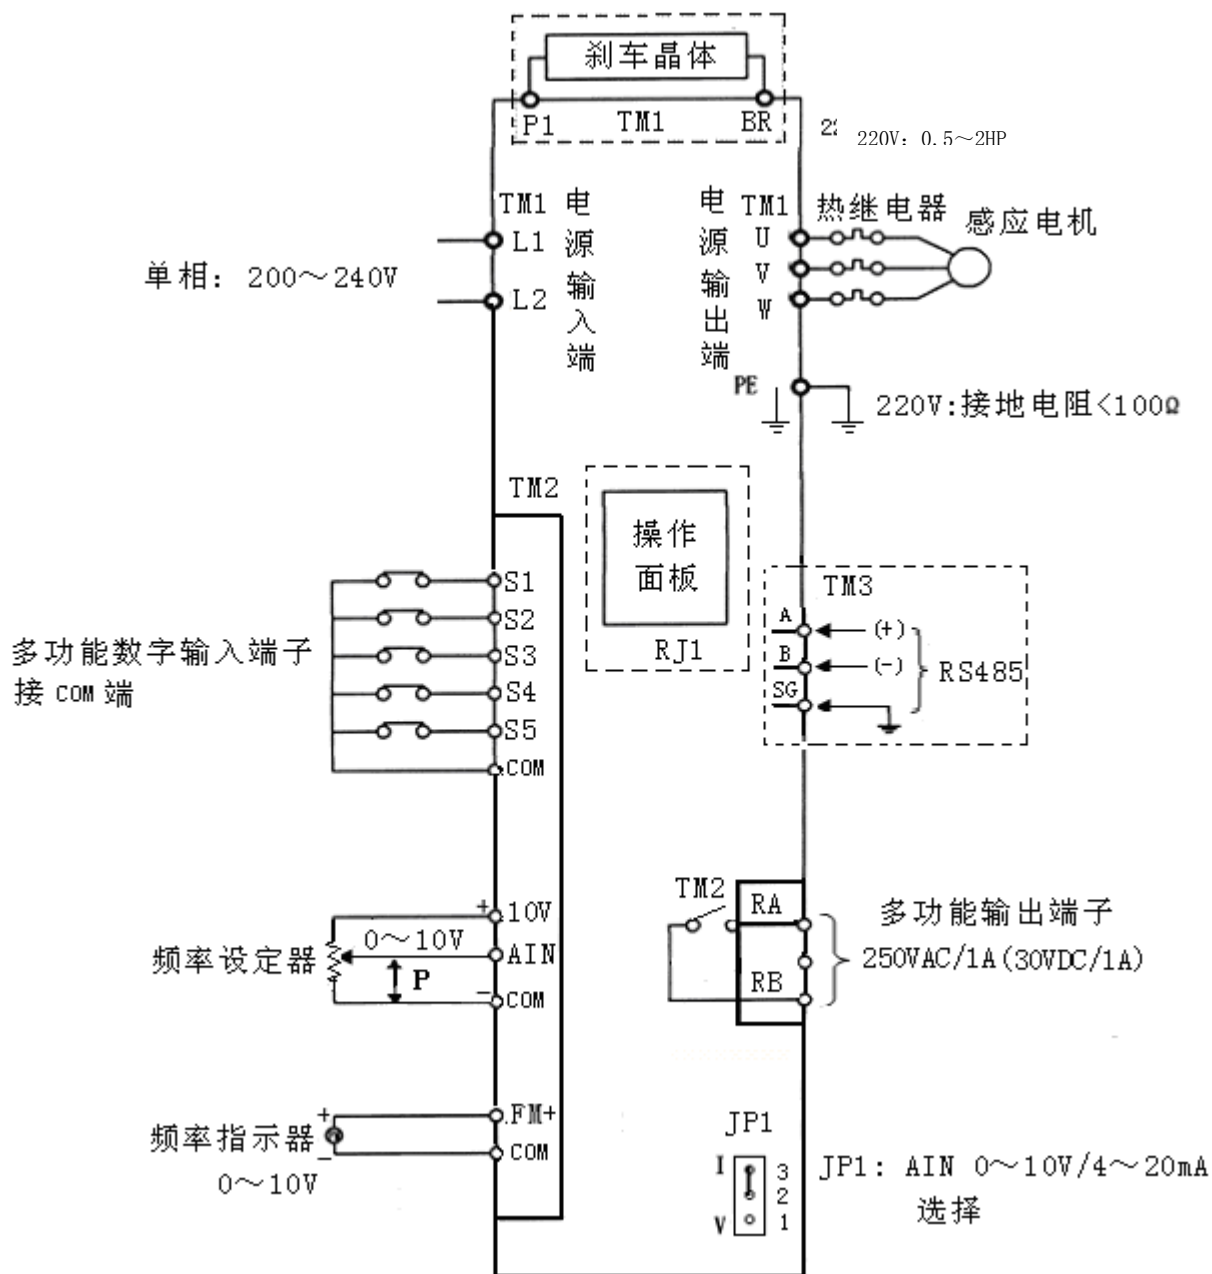 刹车晶体
P1 TM1 BR
220V: 0.5～2HP
TM1
电源输入端
电源输出端
TM1
热继电器
感应电机
L1
L2
单相: 200～240V
U
V
W
PE
220V:接地电阻<100Ω
TM2
操作
面板
RJ1
S1
S2
S3
S4
S5
COM
多功能数字输入端子
接 COM 端
TM3
A (+)
B (-)
SG
RS485
+ 10V
0～10V
AIN
P
- COM
频率设定器
TM2
RA
RB
多功能输出端子
250VAC/1A(30VDC/1A)
+ FM+
- COM
频率指示器
0～10V
JP1
I 3
2
V 1
JP1: AIN 0～10V/4～20mA
选择